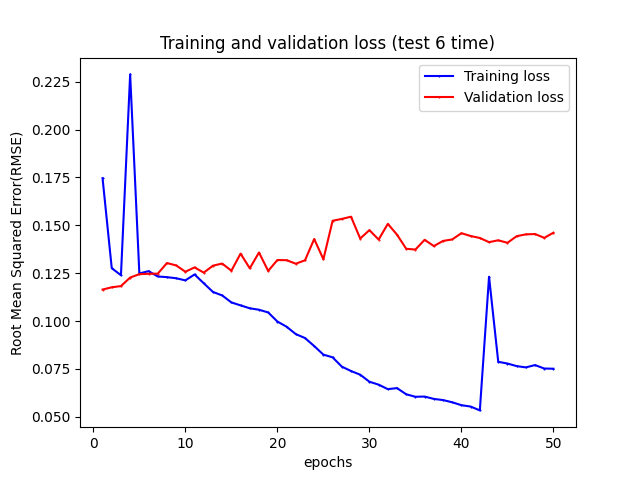 Training and validation loss (test 6 time)
Training loss
Validation loss
Root Mean Squared Error(RMSE)
0.225
0.200
0.175
0.150
0.125
0.100
0.075
0.050
0 10 20 30 40 50
epochs